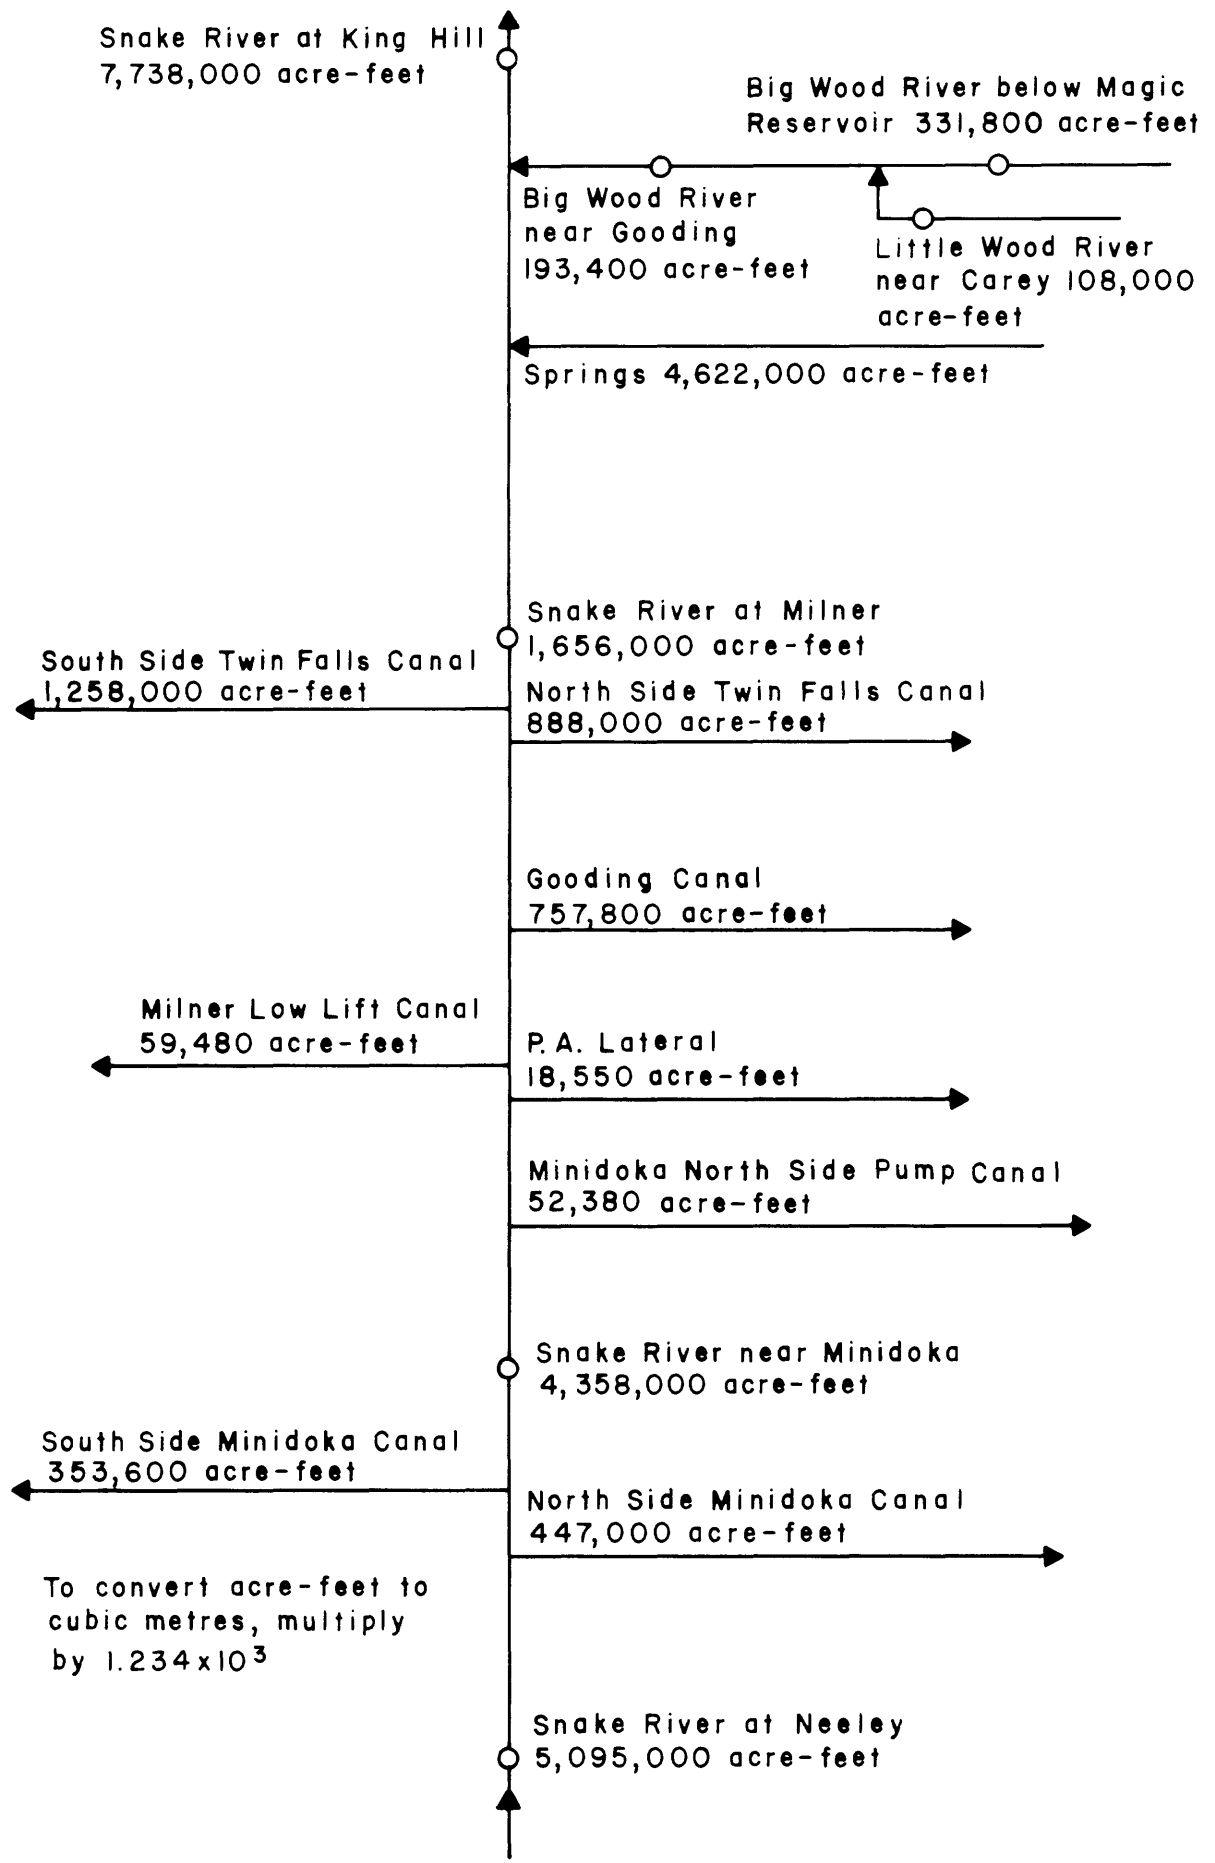 Snake River at King Hill
7,738,000 acre-feet
Big Wood River below Magic
Reservoir 331,800 acre-feet
Big Wood River
near Gooding
193,400 acre-feet
Little Wood River
near Carey 108,000
acre-feet
Springs 4,622,000 acre-feet
Snake River at Milner
1,656,000 acre-feet
South Side Twin Falls Canal
1,258,000 acre-feet
North Side Twin Falls Canal
888,000 acre-feet
Gooding Canal
757,800 acre-feet
Milner Low Lift Canal
59,480 acre-feet
P. A. Lateral
18,550 acre-feet
Minidoka North Side Pump Canal
52,380 acre-feet
Snake River near Minidoka
4,358,000 acre-feet
South Side Minidoka Canal
353,600 acre-feet
North Side Minidoka Canal
447,000 acre-feet
To convert acre-feet to
cubic metres, multiply
by 1.234x10³
Snake River at Neeley
5,095,000 acre-feet